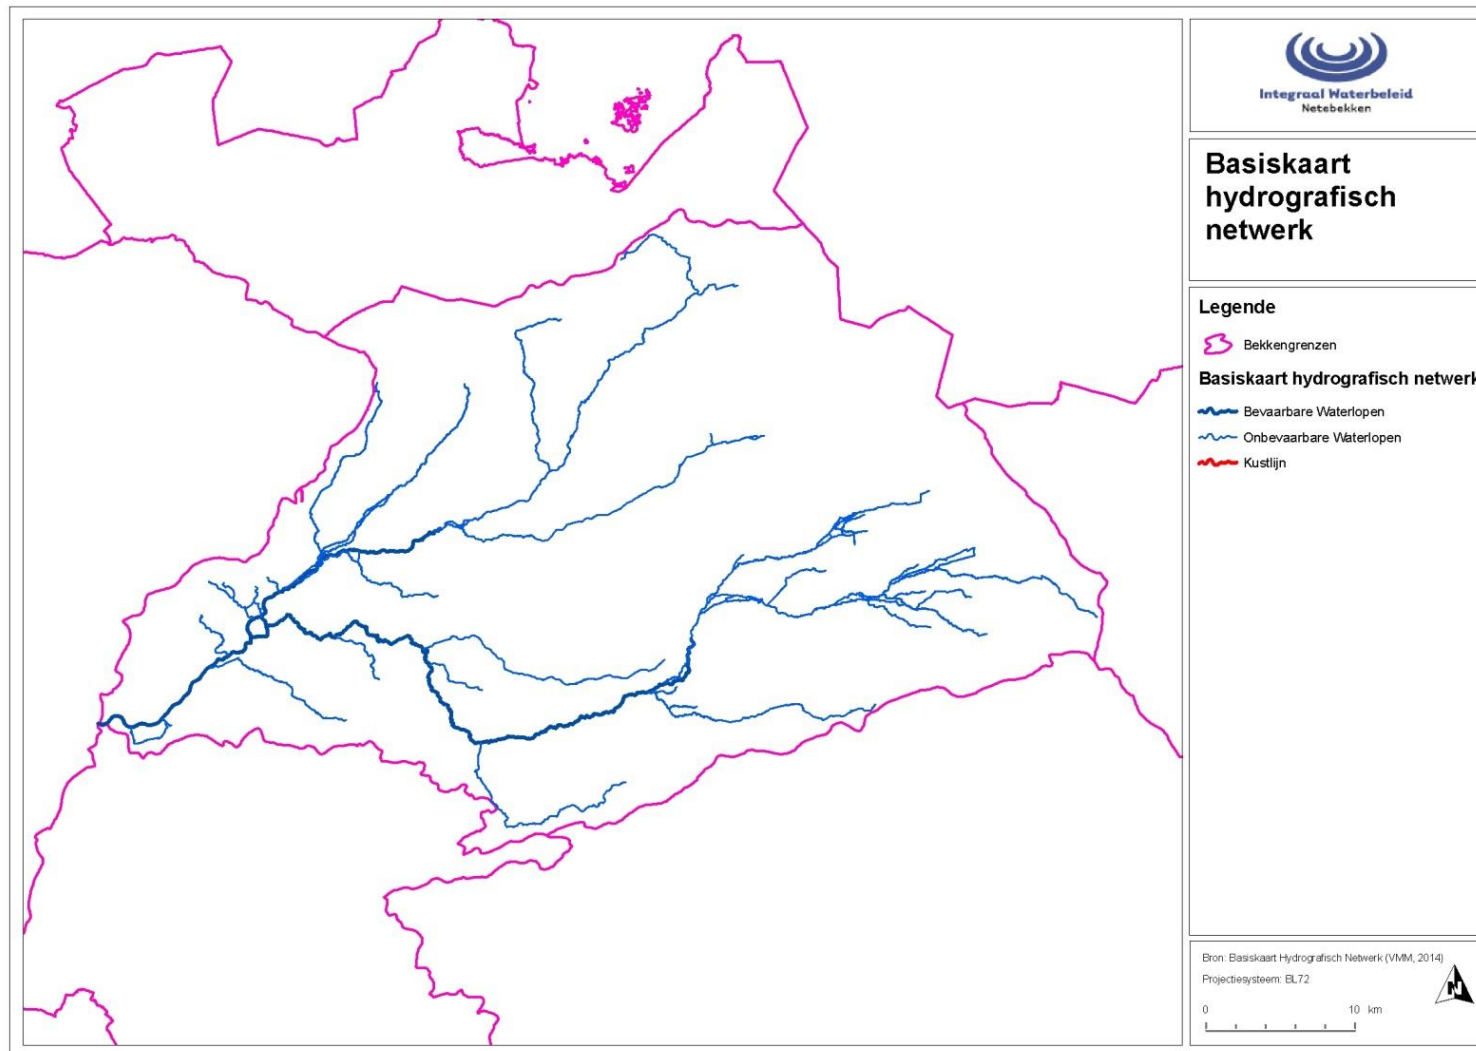 Integraal Waterbeleid
Netebekken
Basiskaart
hydrografisch
netwerk
Legende
Bekkengrenzen
Basiskaart hydrografisch netwerk
Bevaarbare Waterlopen
Onbevaarbare Waterlopen
Kustlijn
Bron: Basiskaart Hydrografisch Netwerk (VMM, 2014)
Projectiesysteem: BL72
N
0 10 km